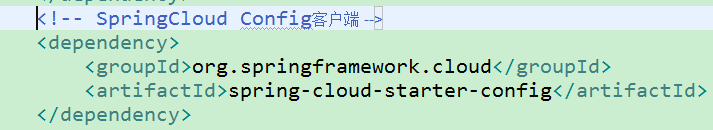 <!-- SpringCloud Config客户端 -->
<dependency>
<groupId>org.springframework.cloud</groupId>
<artifactId>spring-cloud-starter-config</artifactId>
</dependency>